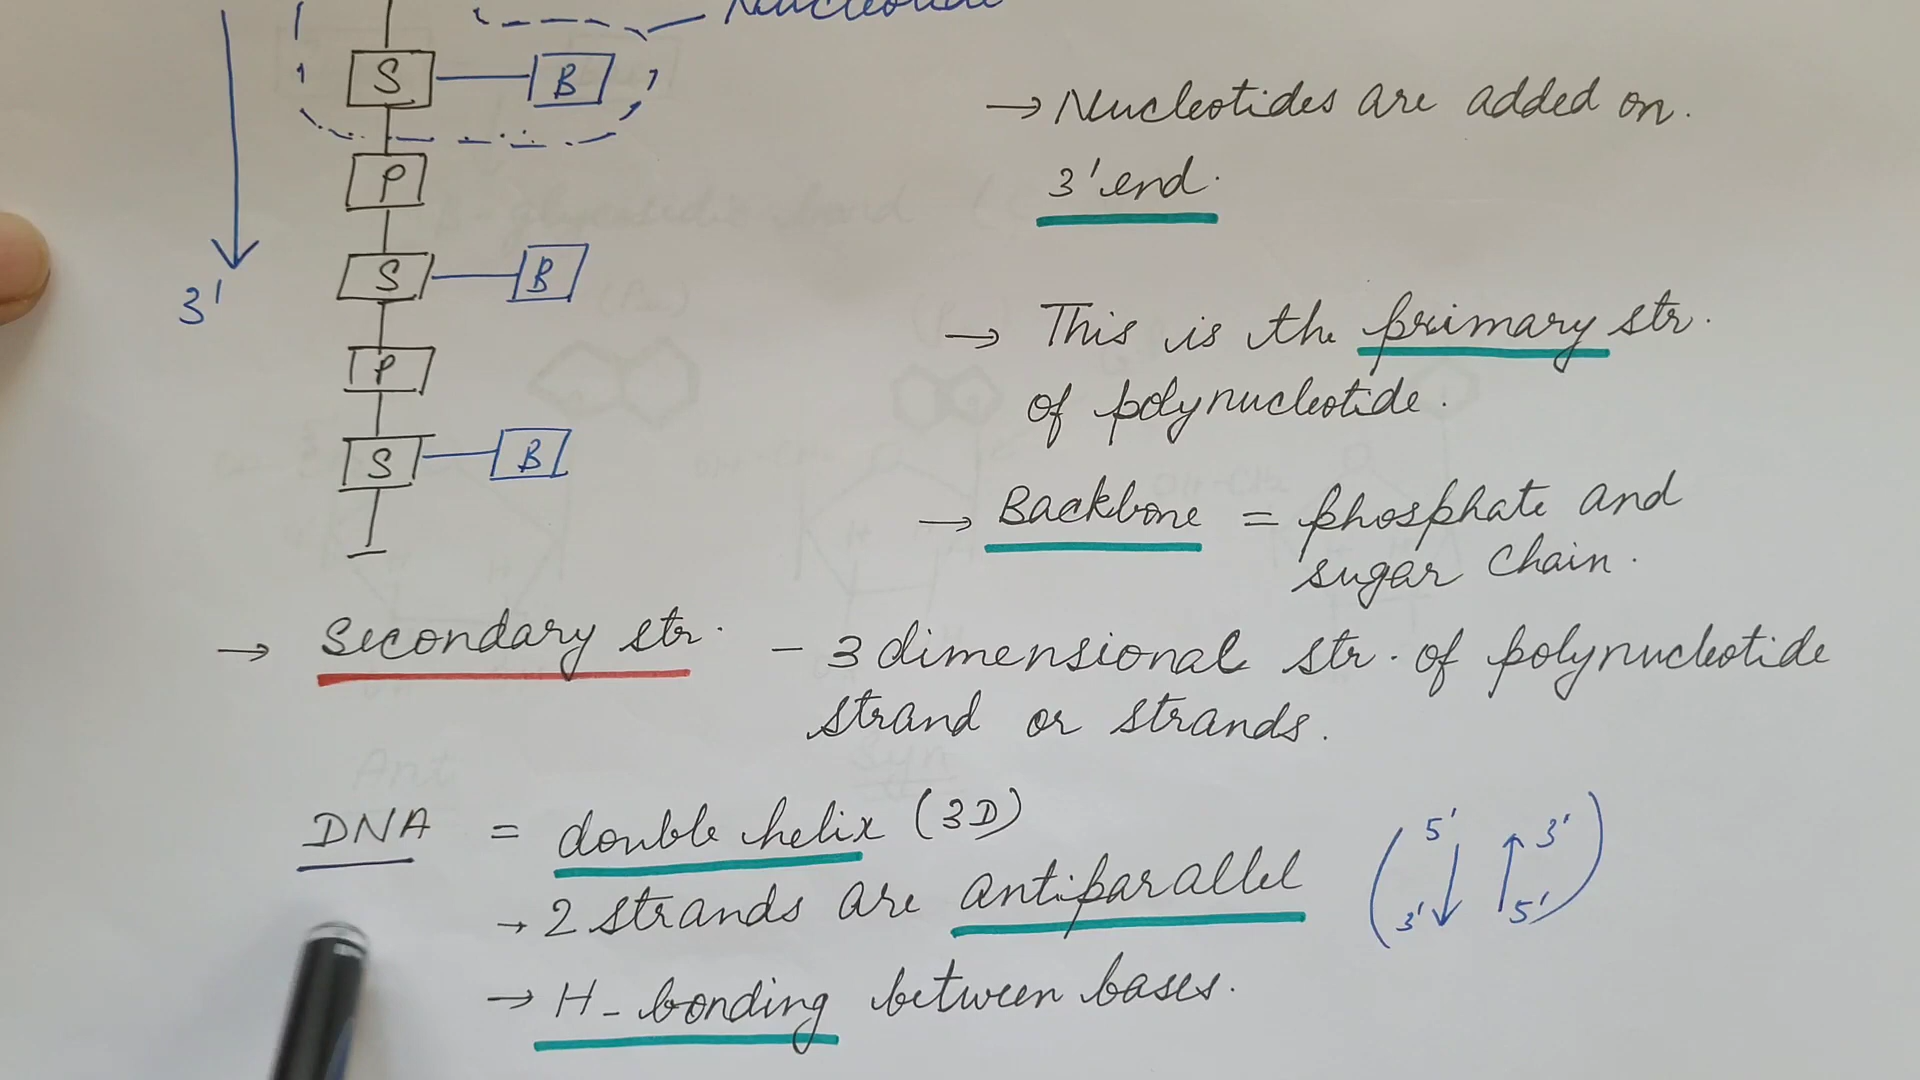 Nucleotide
S B
→ Nucleotides are added on.
3' end.
P
S B
3'
→ This is the primary str.
of polynucleotide.
P
S B
→ Backbone = phosphate and
sugar chain.
→ Secondary str. - 3 dimensional str. of polynucleotide
strand or strands.
DNA = double helix (3D)
→ 2 strands are antiparallel
(5' 3'
3' 5')
→ H-bonding between bases.